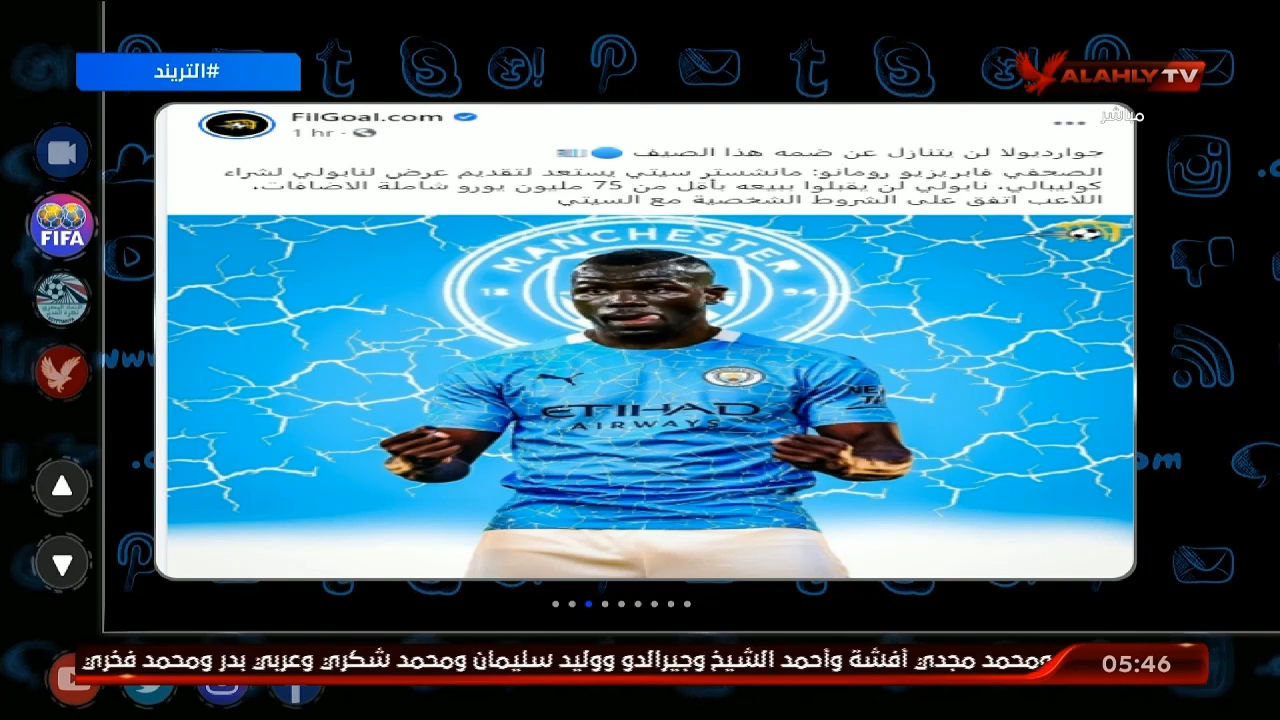 #التريند
ALAHLY TV
مباشر
FilGoal.com
1 hr
جوارديولا لن يتنازل عن ضمه هذا الصيف
الصحفي فابريزيو رومانو: مانشستر سيتي يستعد لتقديم عرض لنابولي لشراء
كوليبالي. نابولي لن يقبلوا ببيعه بأقل من 75 مليون يورو شاملة الاضافات.
اللاعب اتفق على الشروط الشخصية مع السيتي
MANCHESTER
18 94
ETIHAD
AIRWAYS
FIFA
ومحمد مجدي أفشة وأحمد الشيخ وجيرالدو ووليد سليمان ومحمد شكري وعربي بدر ومحمد فخري
05:46